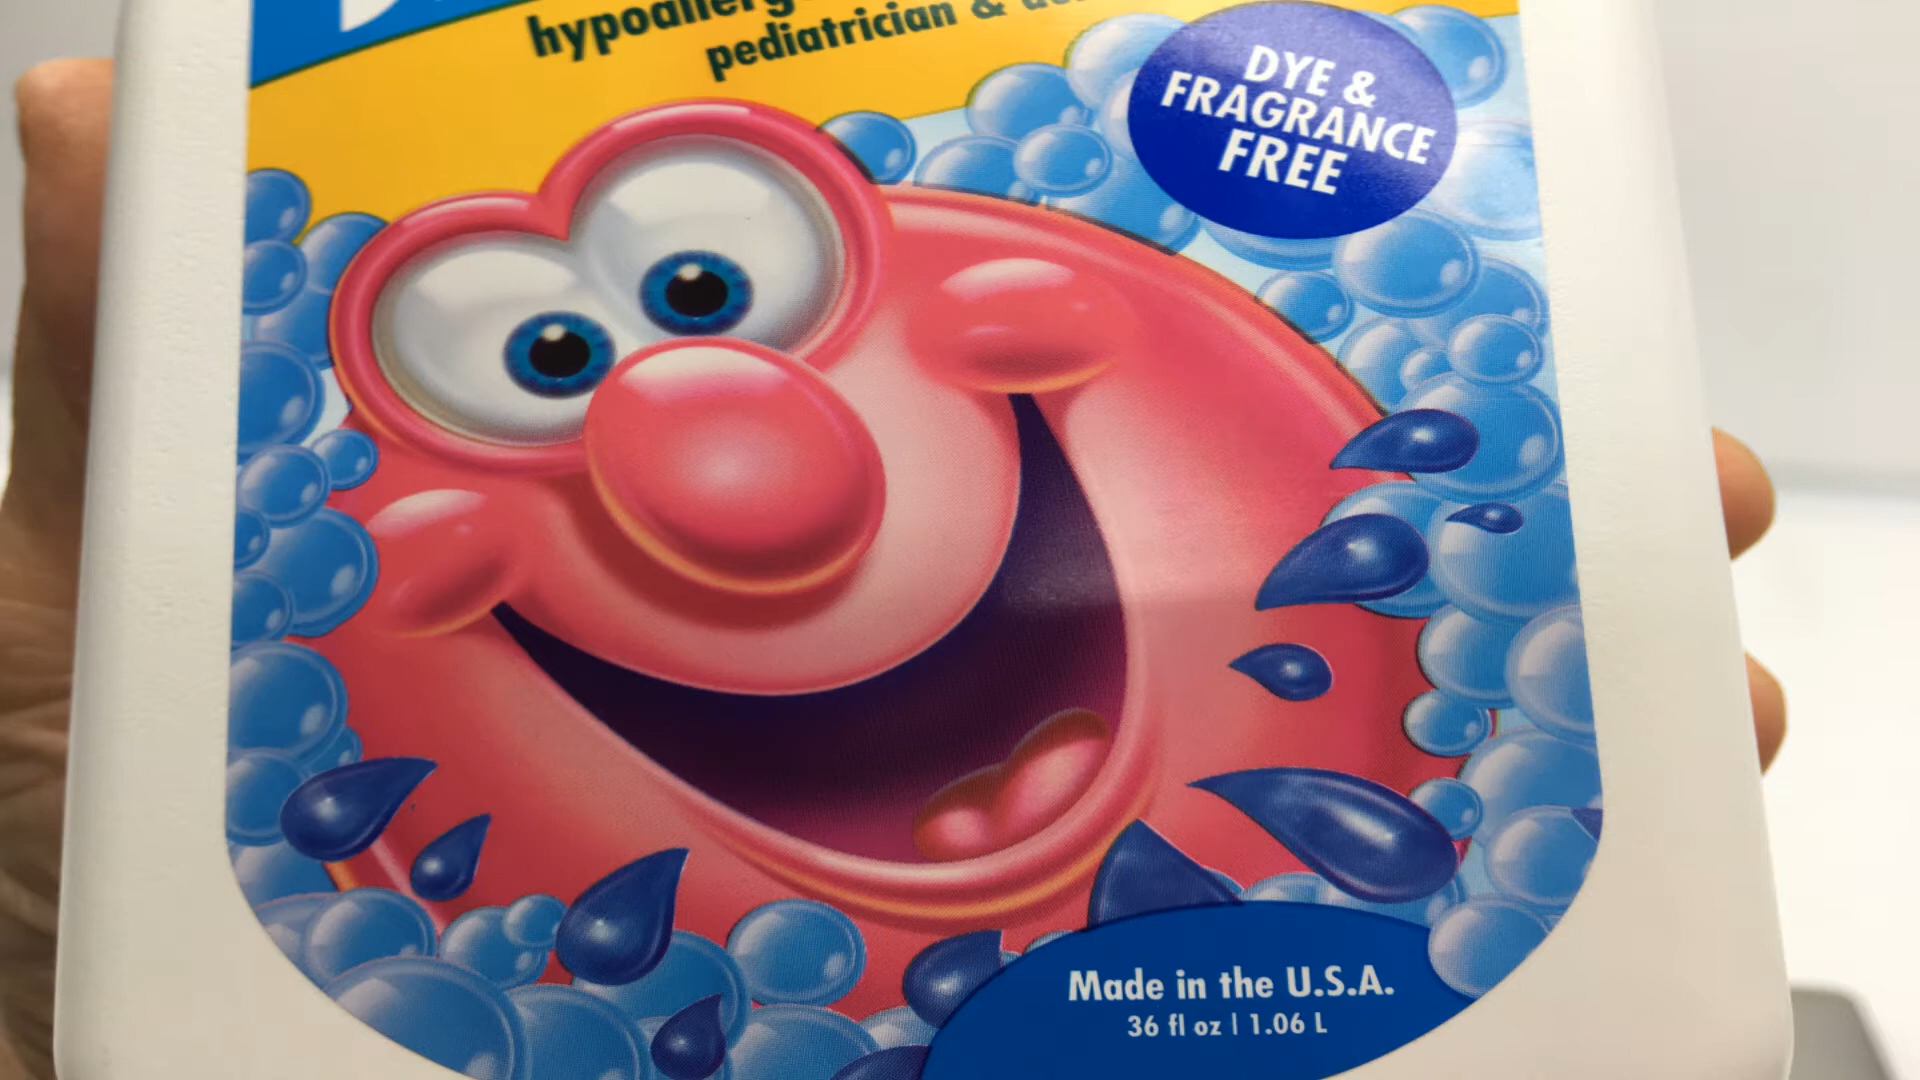 pediatrician &
DYE &
FRAGRANCE
FREE
Made in the U.S.A.
36 fl oz | 1.06 L